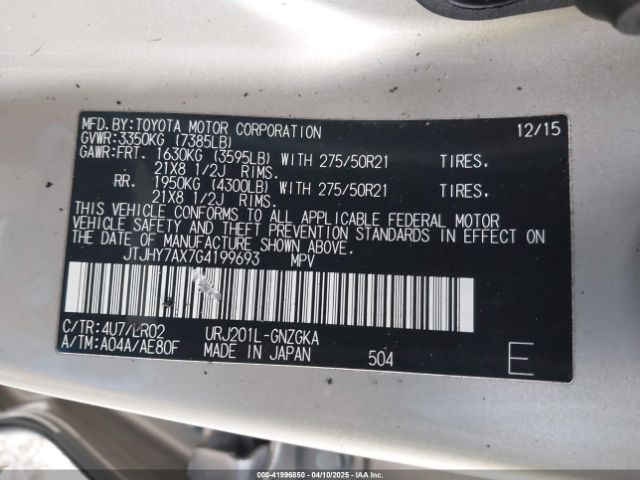 MFD. BY: TOYOTA MOTOR CORPORATION 12/15
GVWR: 3350KG (7385LB)
GAWR: FRT. 1630KG (3595LB) WITH 275/50R21 TIRES.
21X8 1/2J RIMS.
RR. 1950KG (4300LB) WITH 275/50R21 TIRES.
21X8 1/2J RIMS.
THIS VEHICLE CONFORMS TO ALL APPLICABLE FEDERAL MOTOR
VEHICLE SAFETY AND THEFT PREVENTION STANDARDS IN EFFECT ON
THE DATE OF MANUFACTURE SHOWN ABOVE.
JTJHY7AX7G4199693 MPV
C/TR: 4U7/LR02 URJ201L-GNZGKA
A/TM: A04A/AE80F MADE IN JAPAN 504 E
000-41996850 - 04/10/2025 - IAAI.COM